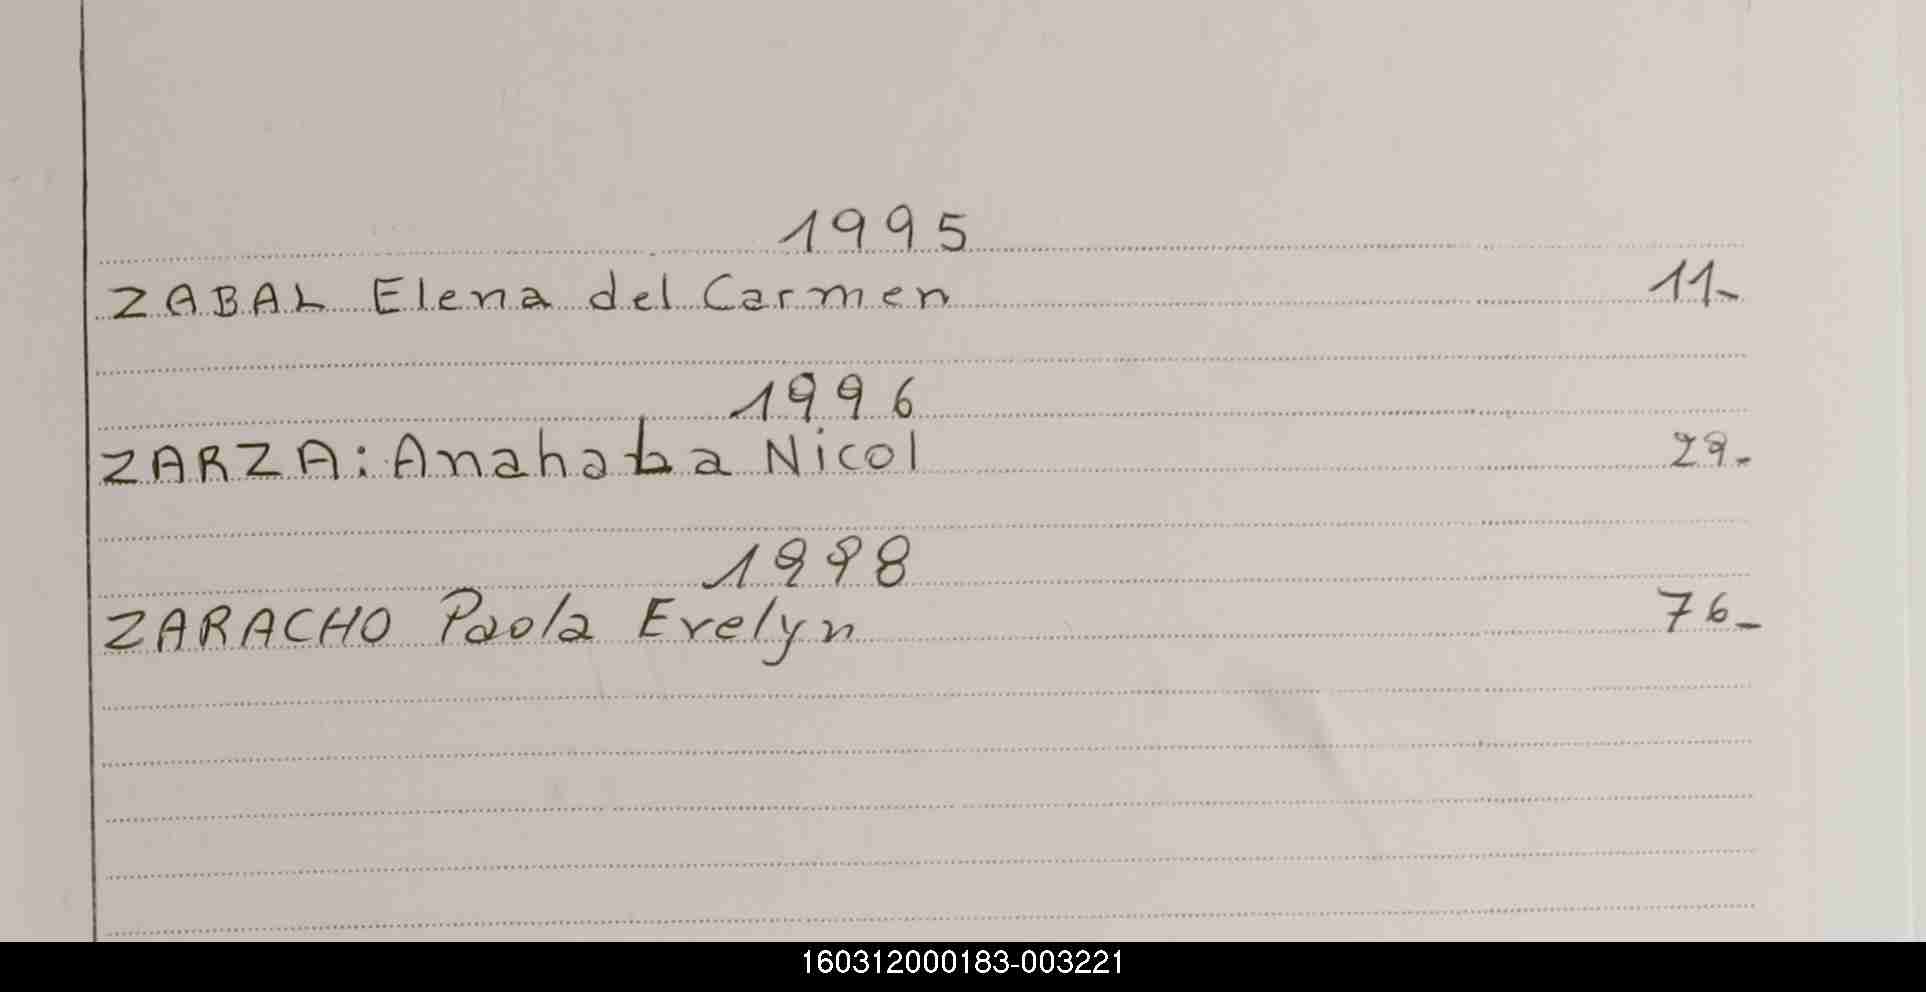 1995
ZABAL Elena del Carmen 11-
1996
ZARZA: Anahaba Nicol 29-
1998
ZARACHO Paola Evelyn 76-
160312000183-003221